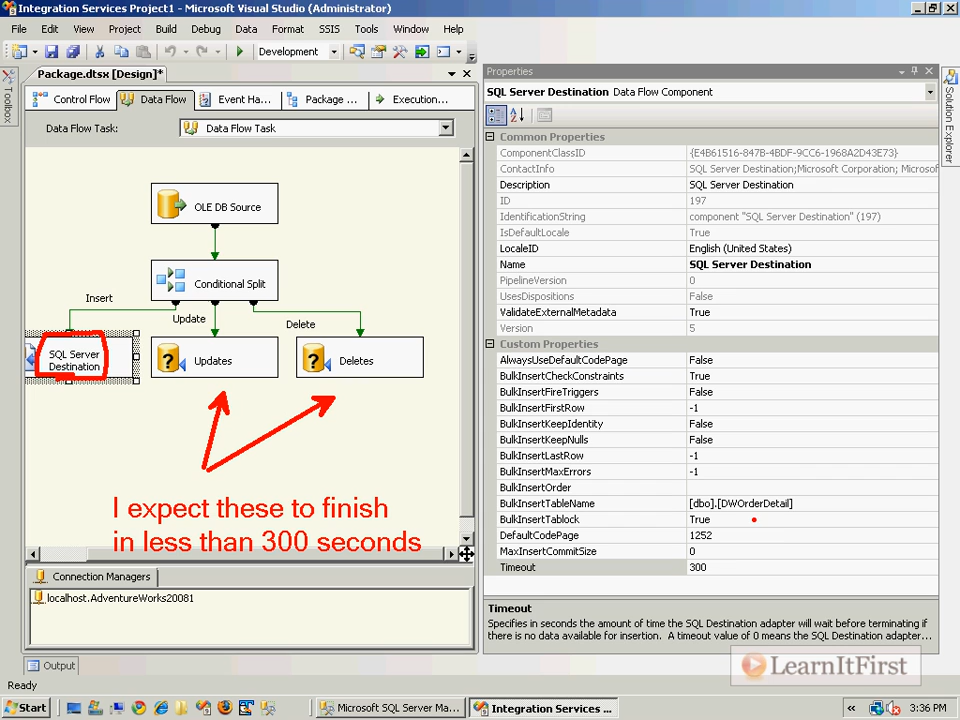 Integration Services Project1 - Microsoft Visual Studio (Administrator)
File Edit View Project Build Debug Data Format SSIS Tools Window Help
Development
Package.dtsx [Design]*
Control Flow Data Flow Event Ha... Package ... Execution...
Data Flow Task: Data Flow Task
Toolbox
OLE DB Source
Conditional Split
Insert
Update
Delete
SQL Server
Destination
Updates
Deletes
I expect these to finish
in less than 300 seconds
Connection Managers
localhost.AdventureWorks20081
Properties
SQL Server Destination Data Flow Component
Common Properties
ComponentClassID {E4B61516-847B-4BDF-9CC6-1968A2D43E73}
ContactInfo SQL Server Destination;Microsoft Corporation; Microsof
Description SQL Server Destination
ID 197
IdentificationString component "SQL Server Destination" (197)
IsDefaultLocale True
LocaleID English (United States)
Name SQL Server Destination
PipelineVersion 0
UsesDispositions False
ValidateExternalMetadata True
Version 5
Custom Properties
AlwaysUseDefaultCodePage False
BulkInsertCheckConstraints True
BulkInsertFireTriggers False
BulkInsertFirstRow -1
BulkInsertKeepIdentity False
BulkInsertKeepNulls False
BulkInsertLastRow -1
BulkInsertMaxErrors -1
BulkInsertOrder
BulkInsertTableName [dbo].[DWOrderDetail]
BulkInsertTablock True
DefaultCodePage 1252
MaxInsertCommitSize 0
Timeout 300
Timeout
Specifies in seconds the amount of time the SQL Destination adapter will wait before terminating if
there is no data available for insertion. A timeout value of 0 means the SQL Destination adapter...
Solution Explorer
LearnItFirst
Output
Ready
Start
Microsoft SQL Server Ma...
Integration Services ...
« 3:36 PM